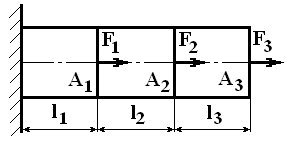 F₁ F₂ F₃
A₁ A₂ A₃
l₁ l₂ l₃